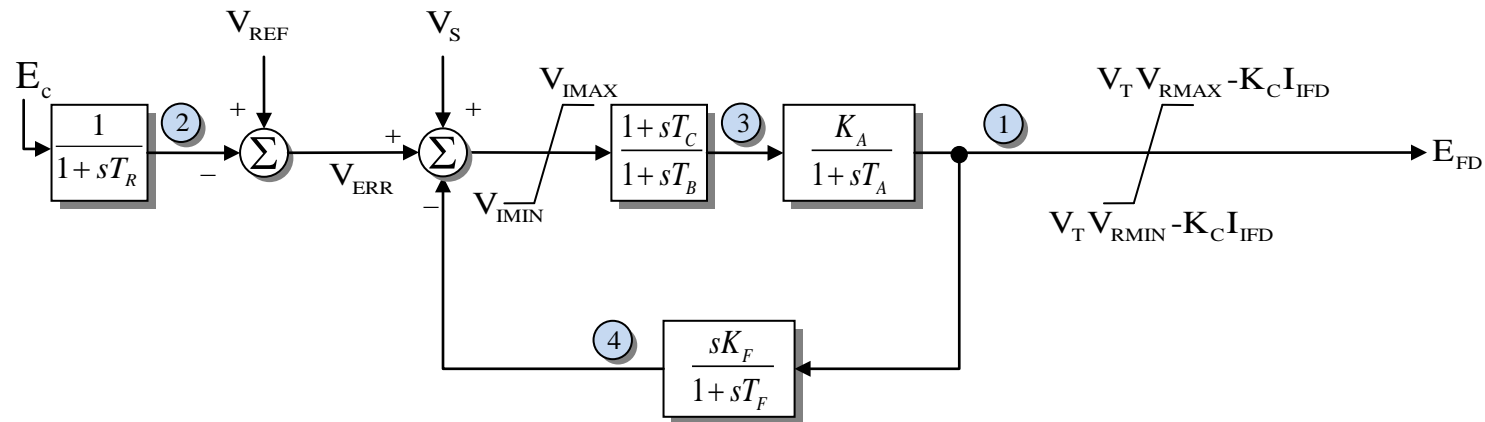 V_REF
V_S
E_c
1
1+sT_R
2
+
−
Σ
V_ERR
+
+
−
Σ
V_IMAX
V_IMIN
1+sT_C
1+sT_B
3
K_A
1+sT_A
1
V_T V_RMAX -K_C I_IFD
V_T V_RMIN -K_C I_IFD
E_FD
4
sK_F
1+sT_F